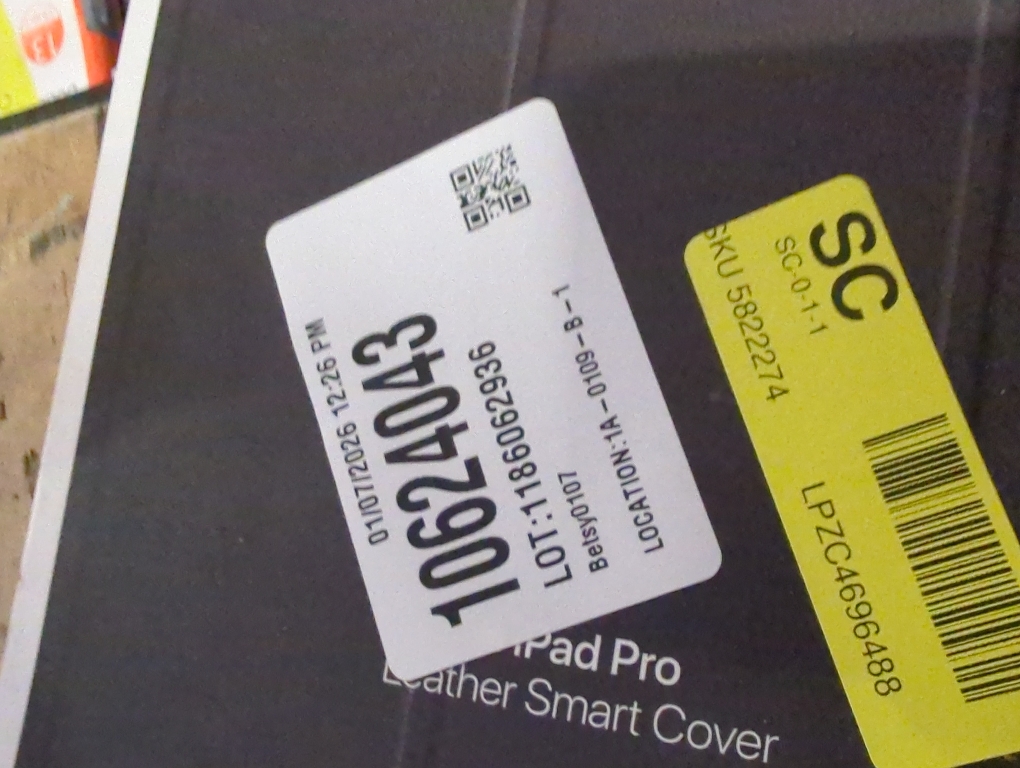 01/07/2026 12:26 PM
10624043
LOT:1186062936
Betsy0107
LOCATION:1A-0109-B-1
iPad Pro
Leather Smart Cover
SC
SC-0-1-1
SKU 5822274
LPZC4696488
13